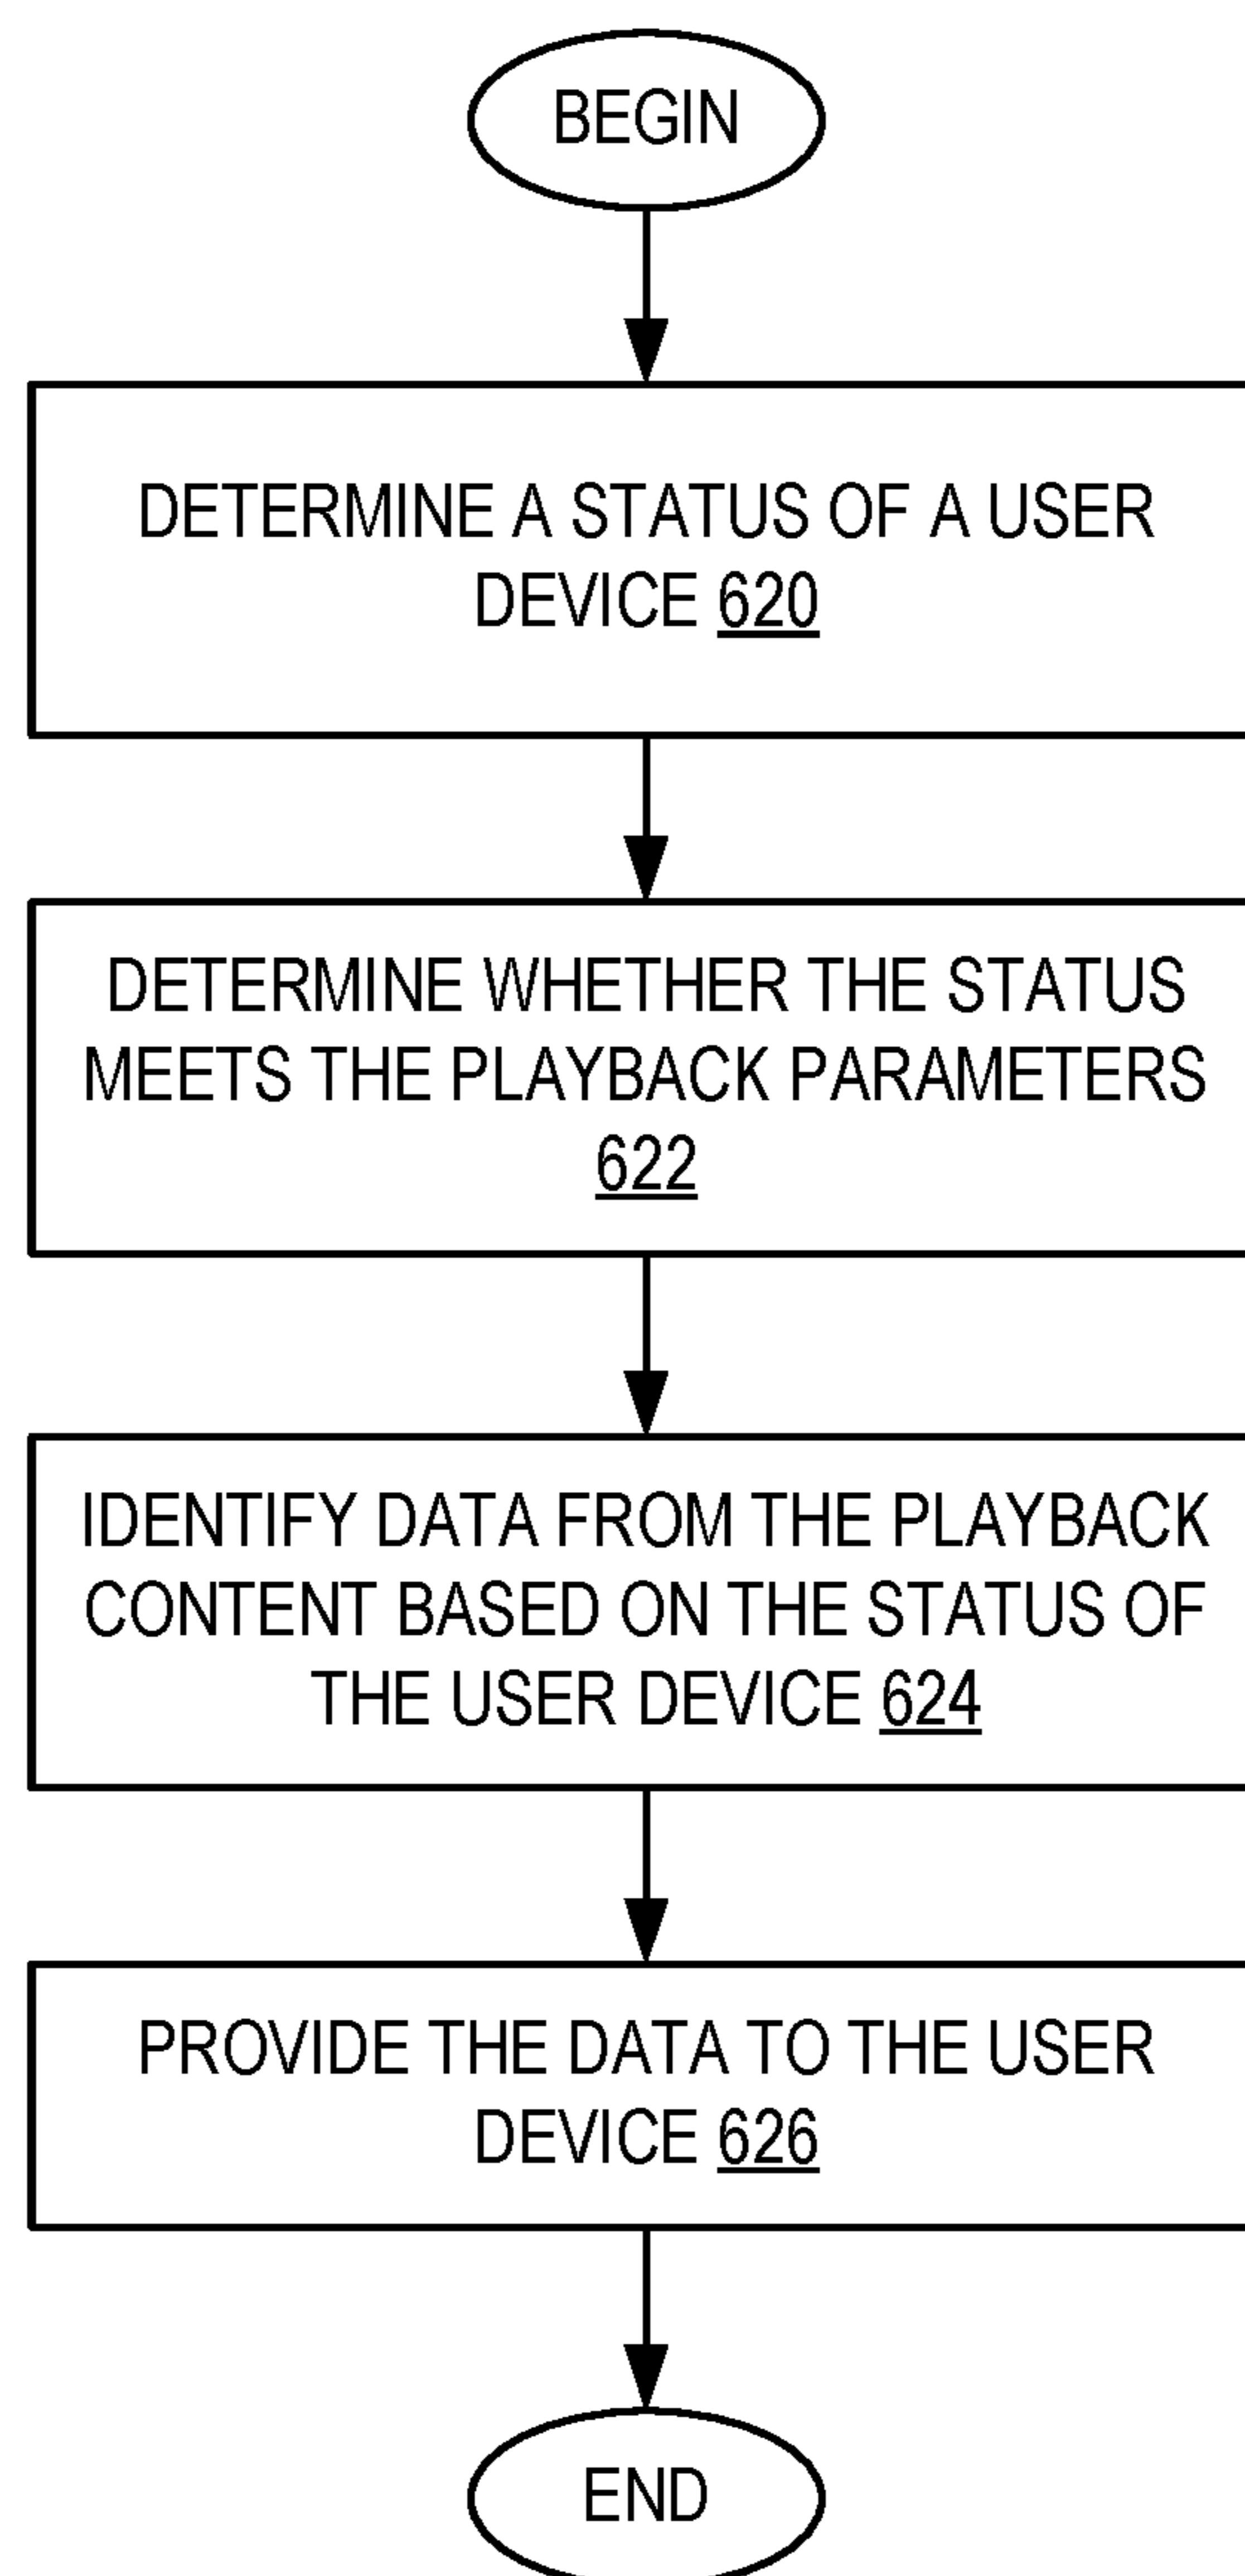 BEGIN
DETERMINE A STATUS OF A USER
DEVICE 620
DETERMINE WHETHER THE STATUS
MEETS THE PLAYBACK PARAMETERS
622
IDENTIFY DATA FROM THE PLAYBACK
CONTENT BASED ON THE STATUS OF
THE USER DEVICE 624
PROVIDE THE DATA TO THE USER
DEVICE 626
END